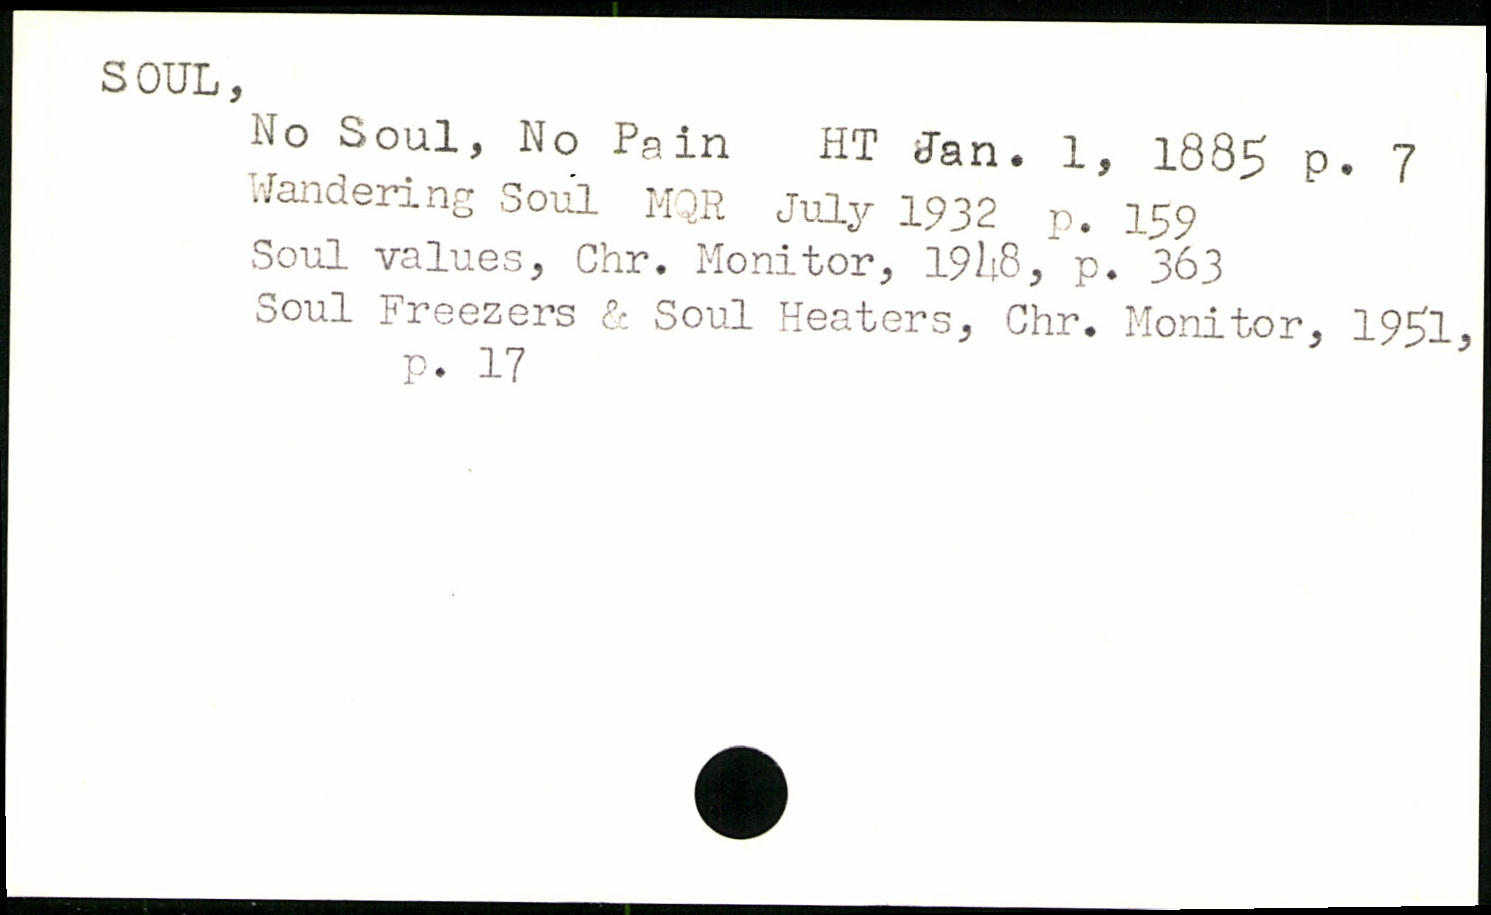 SOUL,
No Soul, No Pain HT Jan. 1, 1885 p. 7
Wandering Soul MQR July 1932 p. 159
Soul values, Chr. Monitor, 1948, p. 363
Soul Freezers & Soul Heaters, Chr. Monitor, 1951,
p. 17